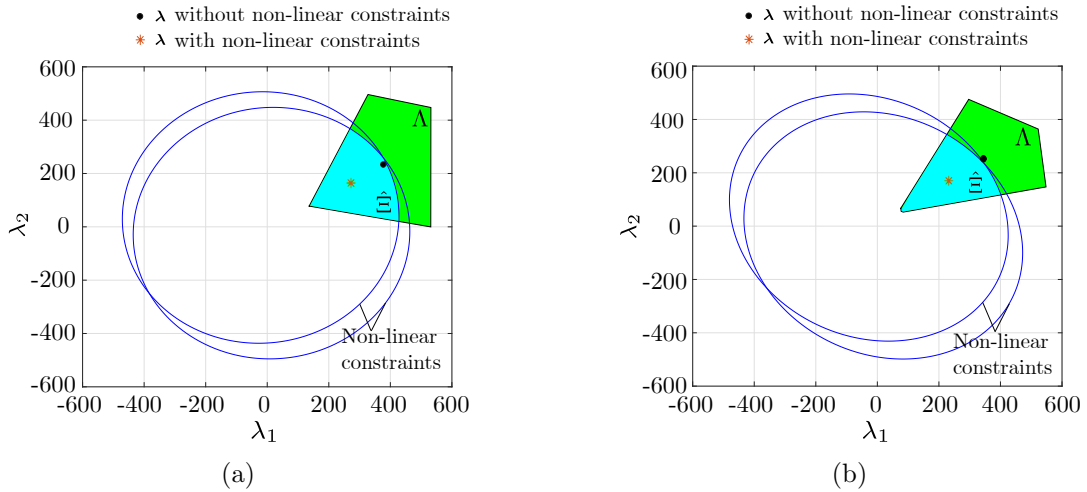 λ without non-linear constraints
λ with non-linear constraints
600
400
200
0
-200
-400
-600
λ2
Λ
Ξ̂
Non-linear
constraints
-600 -400 -200 0 200 400 600
λ1
(a)
λ without non-linear constraints
λ with non-linear constraints
600
400
200
0
-200
-400
-600
λ2
Λ
Ξ̂
Non-linear
constraints
-600 -400 -200 0 200 400 600
λ1
(b)